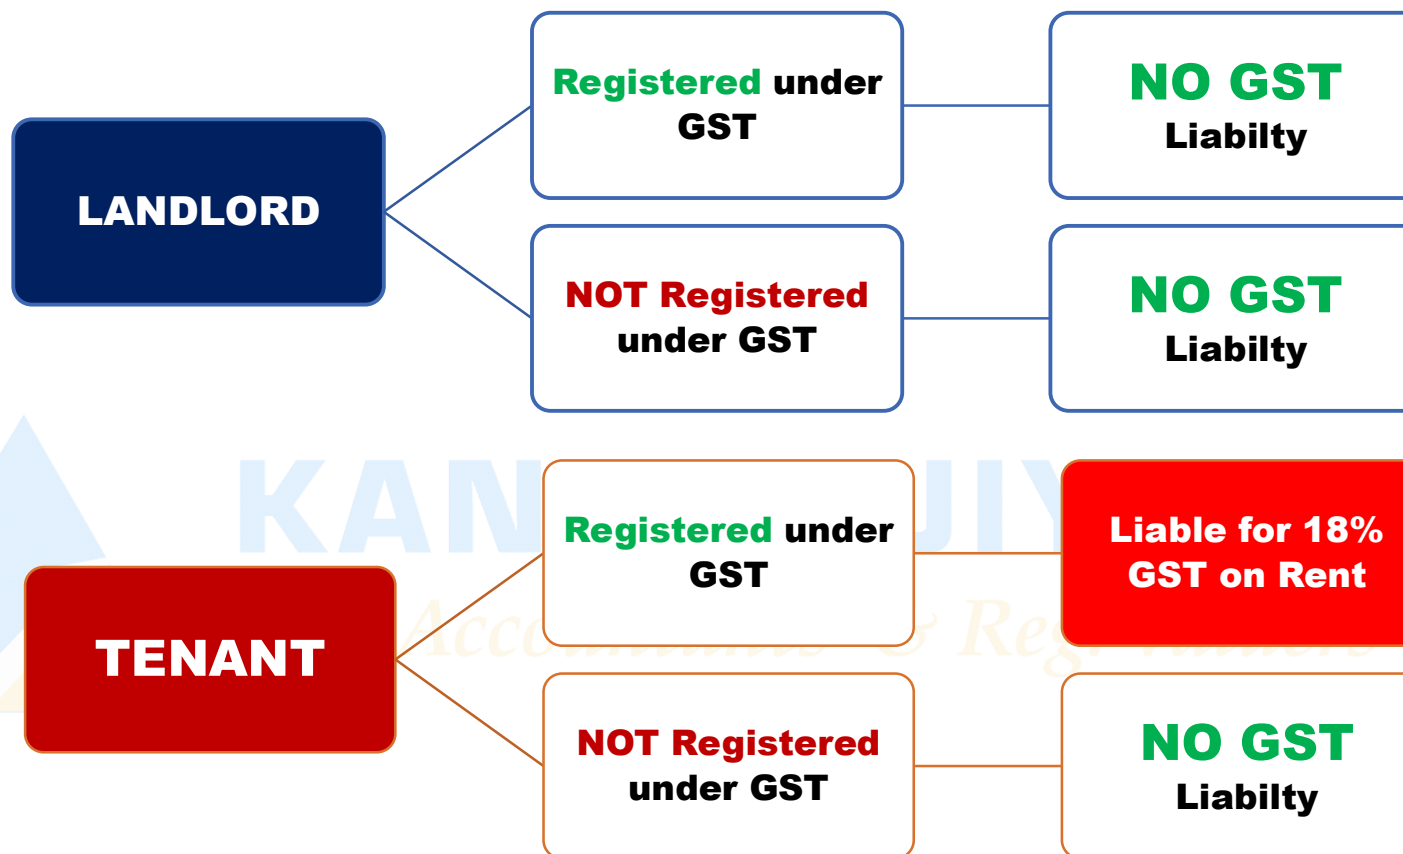 LANDLORD
Registered under
GST
NO GST
Liabilty
NOT Registered
under GST
NO GST
Liabilty
TENANT
Registered under
GST
Liable for 18%
GST on Rent
NOT Registered
under GST
NO GST
Liabilty